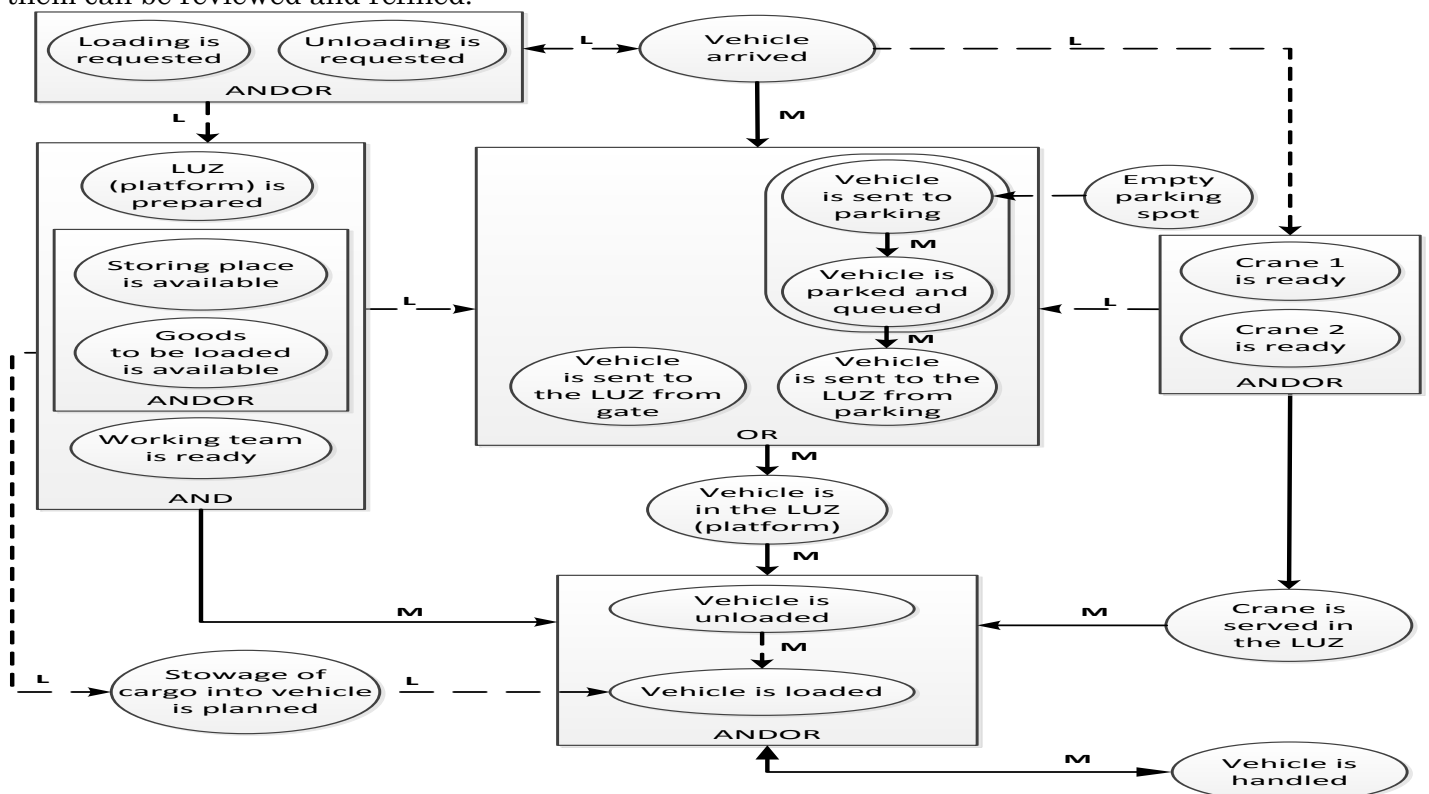 them can be reviewed and refined.
Loading is
requested
Unloading is
requested
ANDOR
L
Vehicle
arrived
L
L
M
LUZ
(platform) is
prepared
Storing place
is available
Goods
to be loaded
is available
ANDOR
Working team
is ready
AND
L
Vehicle
is sent to
parking
M
Vehicle is
parked and
queued
M
Vehicle
is sent to
the LUZ from
gate
Vehicle
is sent to the
LUZ from
parking
OR
Empty
parking
spot
L
Crane 1
is ready
Crane 2
is ready
ANDOR
M
Vehicle is
in the LUZ
(platform)
M
M
Vehicle is
unloaded
M
Vehicle is loaded
ANDOR
M
Crane is
served in
the LUZ
L
Stowage of
cargo into vehicle
is planned
L
M
Vehicle is
handled